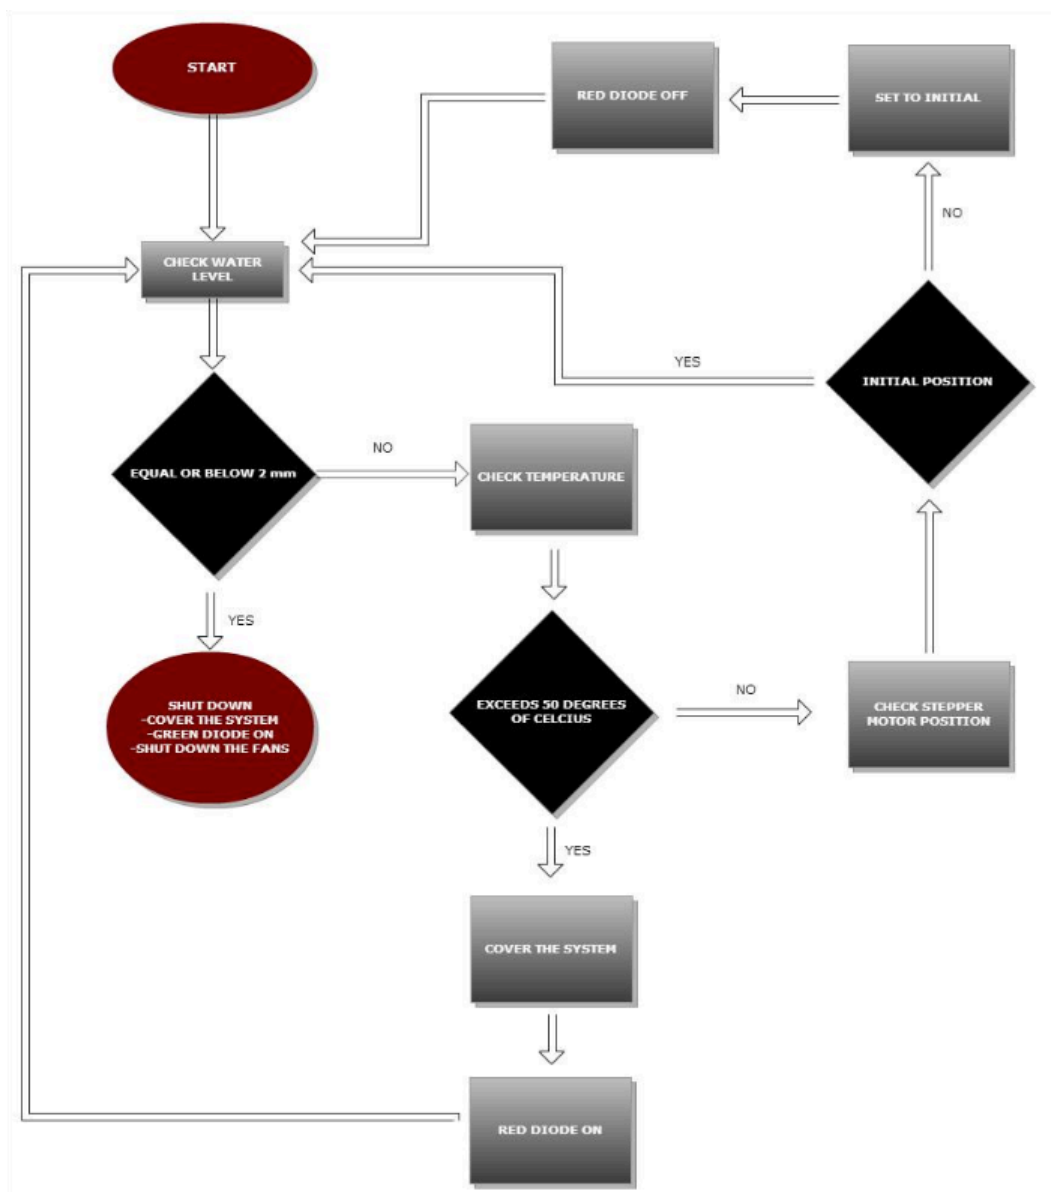 START
RED DIODE OFF
SET TO INITIAL
NO
CHECK WATER
LEVEL
YES
INITIAL POSITION
NO
EQUAL OR BELOW 2 mm
CHECK TEMPERATURE
YES
SHUT DOWN
-COVER THE SYSTEM
-GREEN DIODE ON
-SHUT DOWN THE FANS
EXCEEDS 50 DEGREES
OF CELCIUS
NO
CHECK STEPPER
MOTOR POSITION
YES
COVER THE SYSTEM
RED DIODE ON